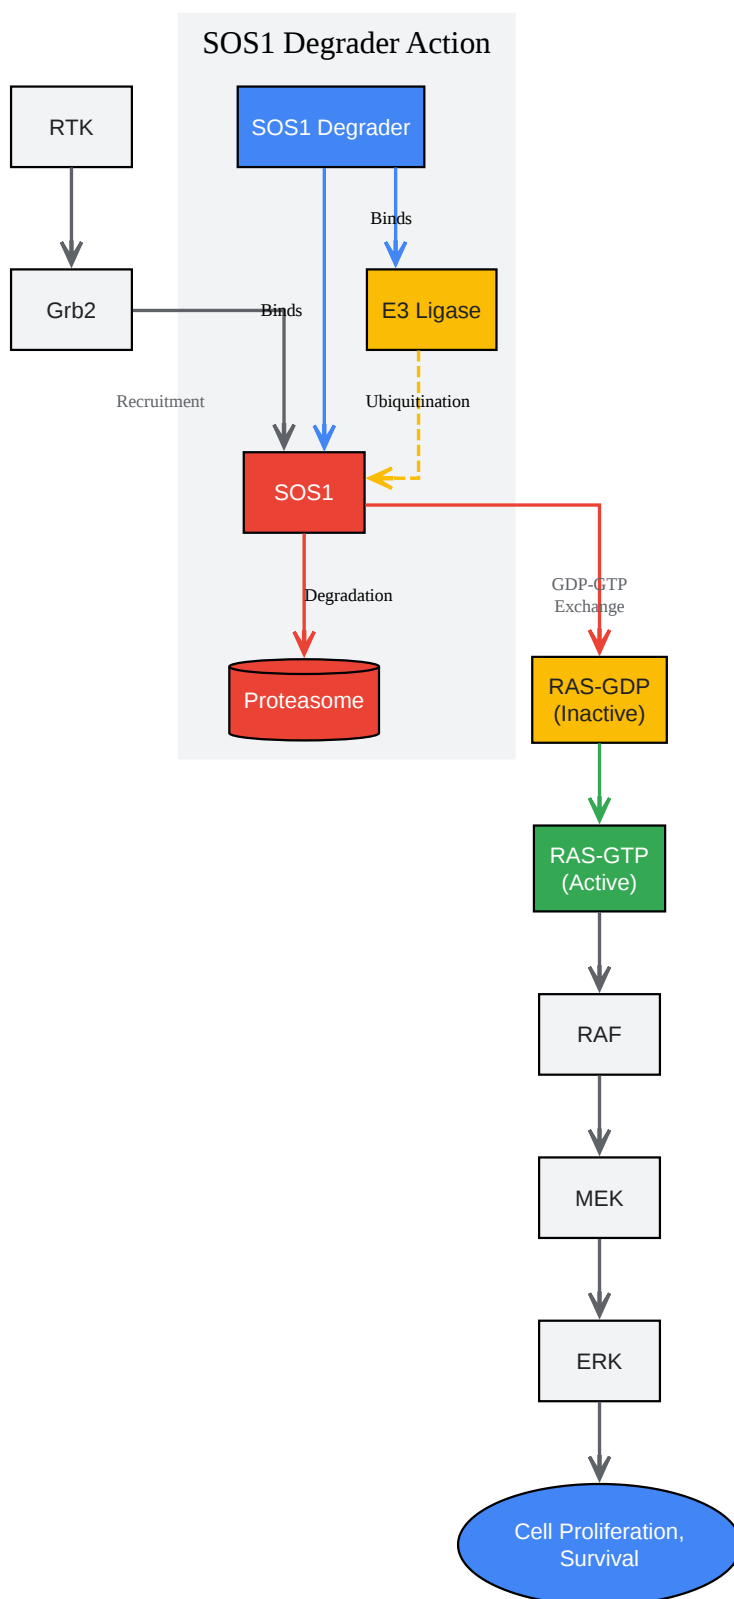 SOS1 Degrader Action
RTK
SOS1 Degrader
Binds
Grb2
Binds
E3 Ligase
Recruitment
Ubiquitination
SOS1
Degradation
GDP-GTP
Exchange
Proteasome
RAS-GDP
(Inactive)
RAS-GTP
(Active)
RAF
MEK
ERK
Cell Proliferation,
Survival